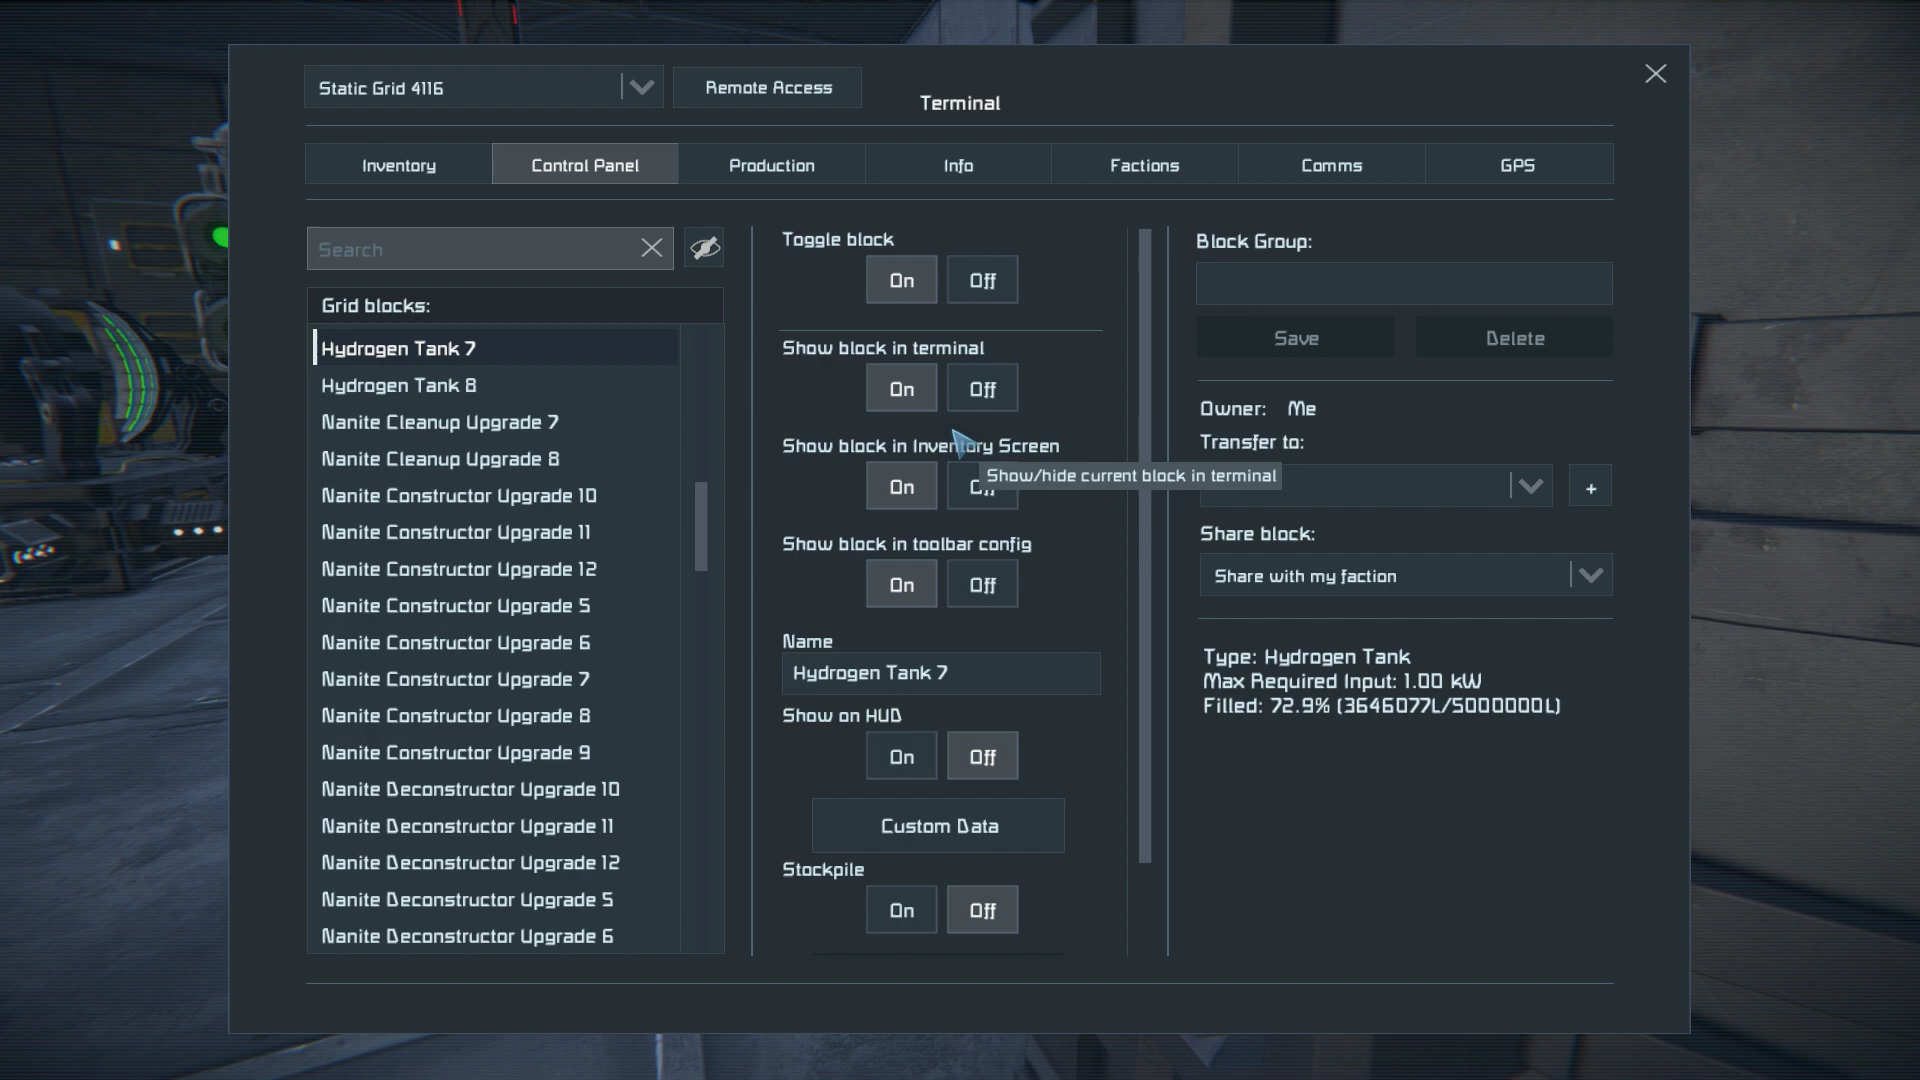 Static Grid 4116
Remote Access
Terminal
Inventory
Control Panel
Production
Info
Factions
Comms
GPS
Search
Grid blocks:
Hydrogen Tank 7
Hydrogen Tank 8
Nanite Cleanup Upgrade 7
Nanite Cleanup Upgrade 8
Nanite Constructor Upgrade 10
Nanite Constructor Upgrade 11
Nanite Constructor Upgrade 12
Nanite Constructor Upgrade 5
Nanite Constructor Upgrade 6
Nanite Constructor Upgrade 7
Nanite Constructor Upgrade 8
Nanite Constructor Upgrade 9
Nanite Deconstructor Upgrade 10
Nanite Deconstructor Upgrade 11
Nanite Deconstructor Upgrade 12
Nanite Deconstructor Upgrade 5
Nanite Deconstructor Upgrade 6
Toggle block
On Off
Show block in terminal
On Off
Show block in Inventory Screen
Show/hide current block in terminal
On
Show block in toolbar config
On Off
Name
Hydrogen Tank 7
Show on HUD
On Off
Custom Data
Stockpile
On Off
Block Group:
Save
Delete
Owner: Me
Transfer to:
+
Share block:
Share with my faction
Type: Hydrogen Tank
Max Required Input: 1.00 kW
Filled: 72.9% (3646077L/5000000L)